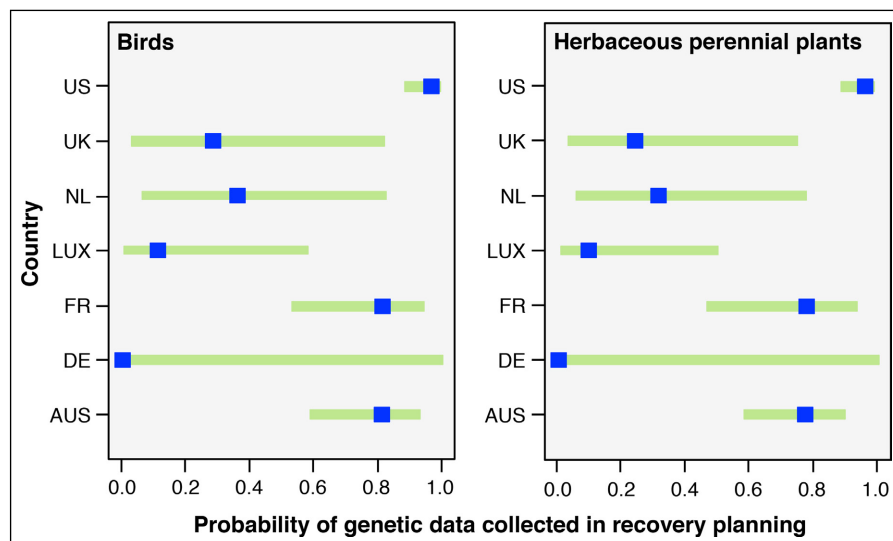 Birds
Herbaceous perennial plants
Country
US
UK
NL
LUX
FR
DE
AUS
US
UK
NL
LUX
FR
DE
AUS
0.0 0.2 0.4 0.6 0.8 1.0
0.0 0.2 0.4 0.6 0.8 1.0
Probability of genetic data collected in recovery planning